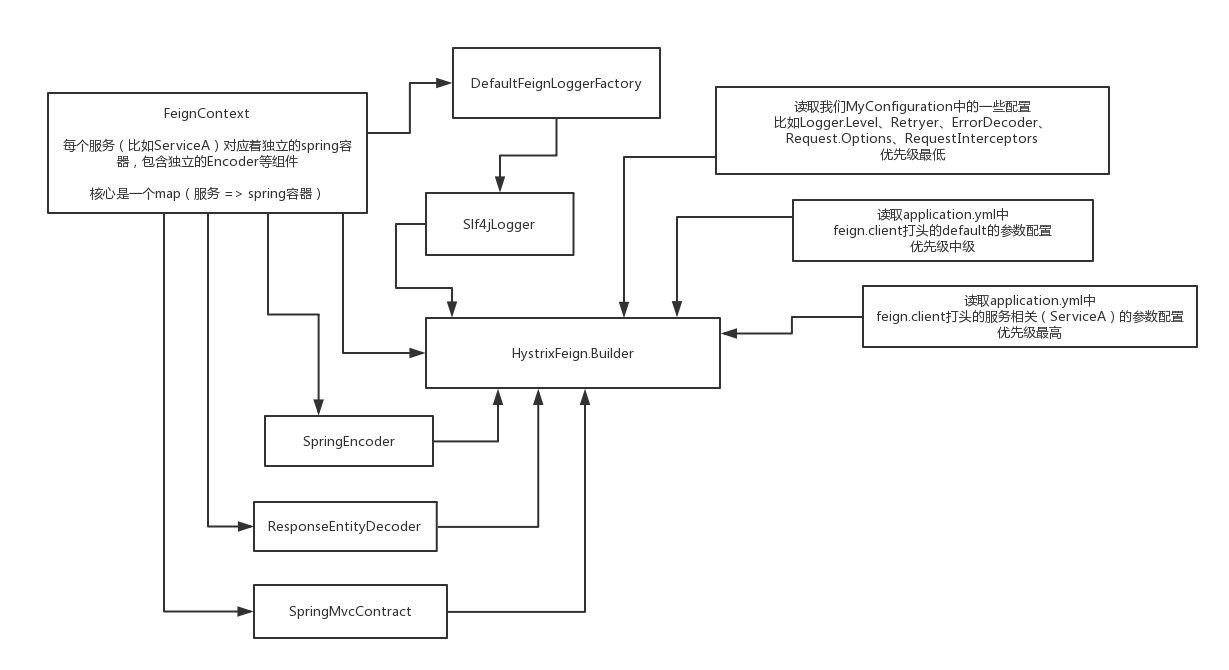 DefaultFeignLoggerFactory
FeignContext
每个服务（比如ServiceA）对应着独立的spring容
器，包含独立的Encoder等组件
核心是一个map（服务 => spring容器）
读取我们MyConfiguration中的一些配置
比如Logger.Level、Retryer、ErrorDecoder、
Request.Options、RequestInterceptors
优先级最低
Slf4jLogger
读取application.yml中
feign.client打头的default的参数配置
优先级中级
读取application.yml中
feign.client打头的服务相关（ServiceA）的参数配置
优先级最高
HystrixFeign.Builder
SpringEncoder
ResponseEntityDecoder
SpringMvcContract